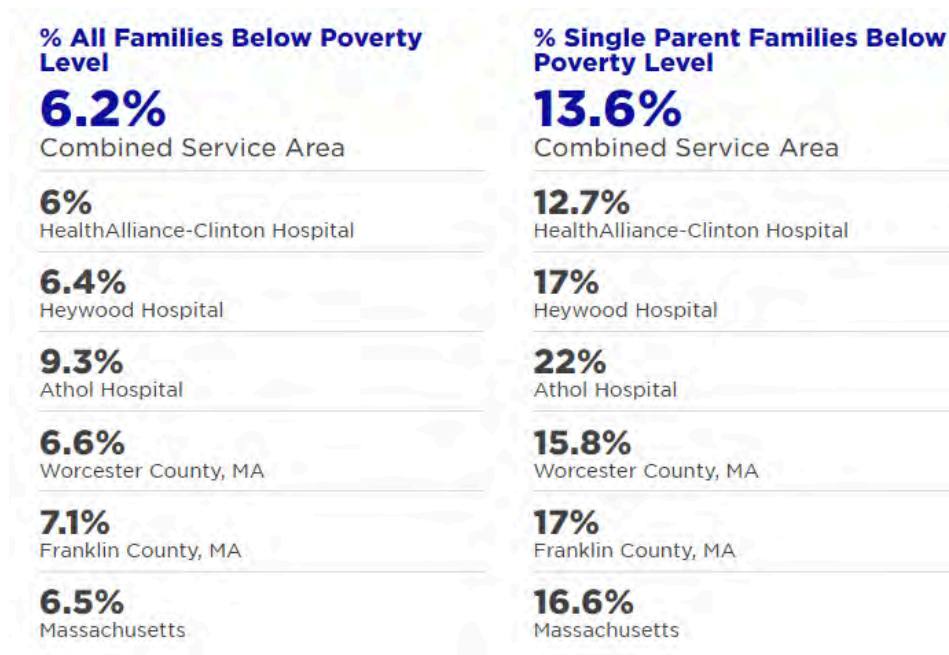 % All Families Below Poverty
Level
6.2%
Combined Service Area
6%
HealthAlliance-Clinton Hospital
6.4%
Heywood Hospital
9.3%
Athol Hospital
6.6%
Worcester County, MA
7.1%
Franklin County, MA
6.5%
Massachusetts
% Single Parent Families Below
Poverty Level
13.6%
Combined Service Area
12.7%
HealthAlliance-Clinton Hospital
17%
Heywood Hospital
22%
Athol Hospital
15.8%
Worcester County, MA
17%
Franklin County, MA
16.6%
Massachusetts